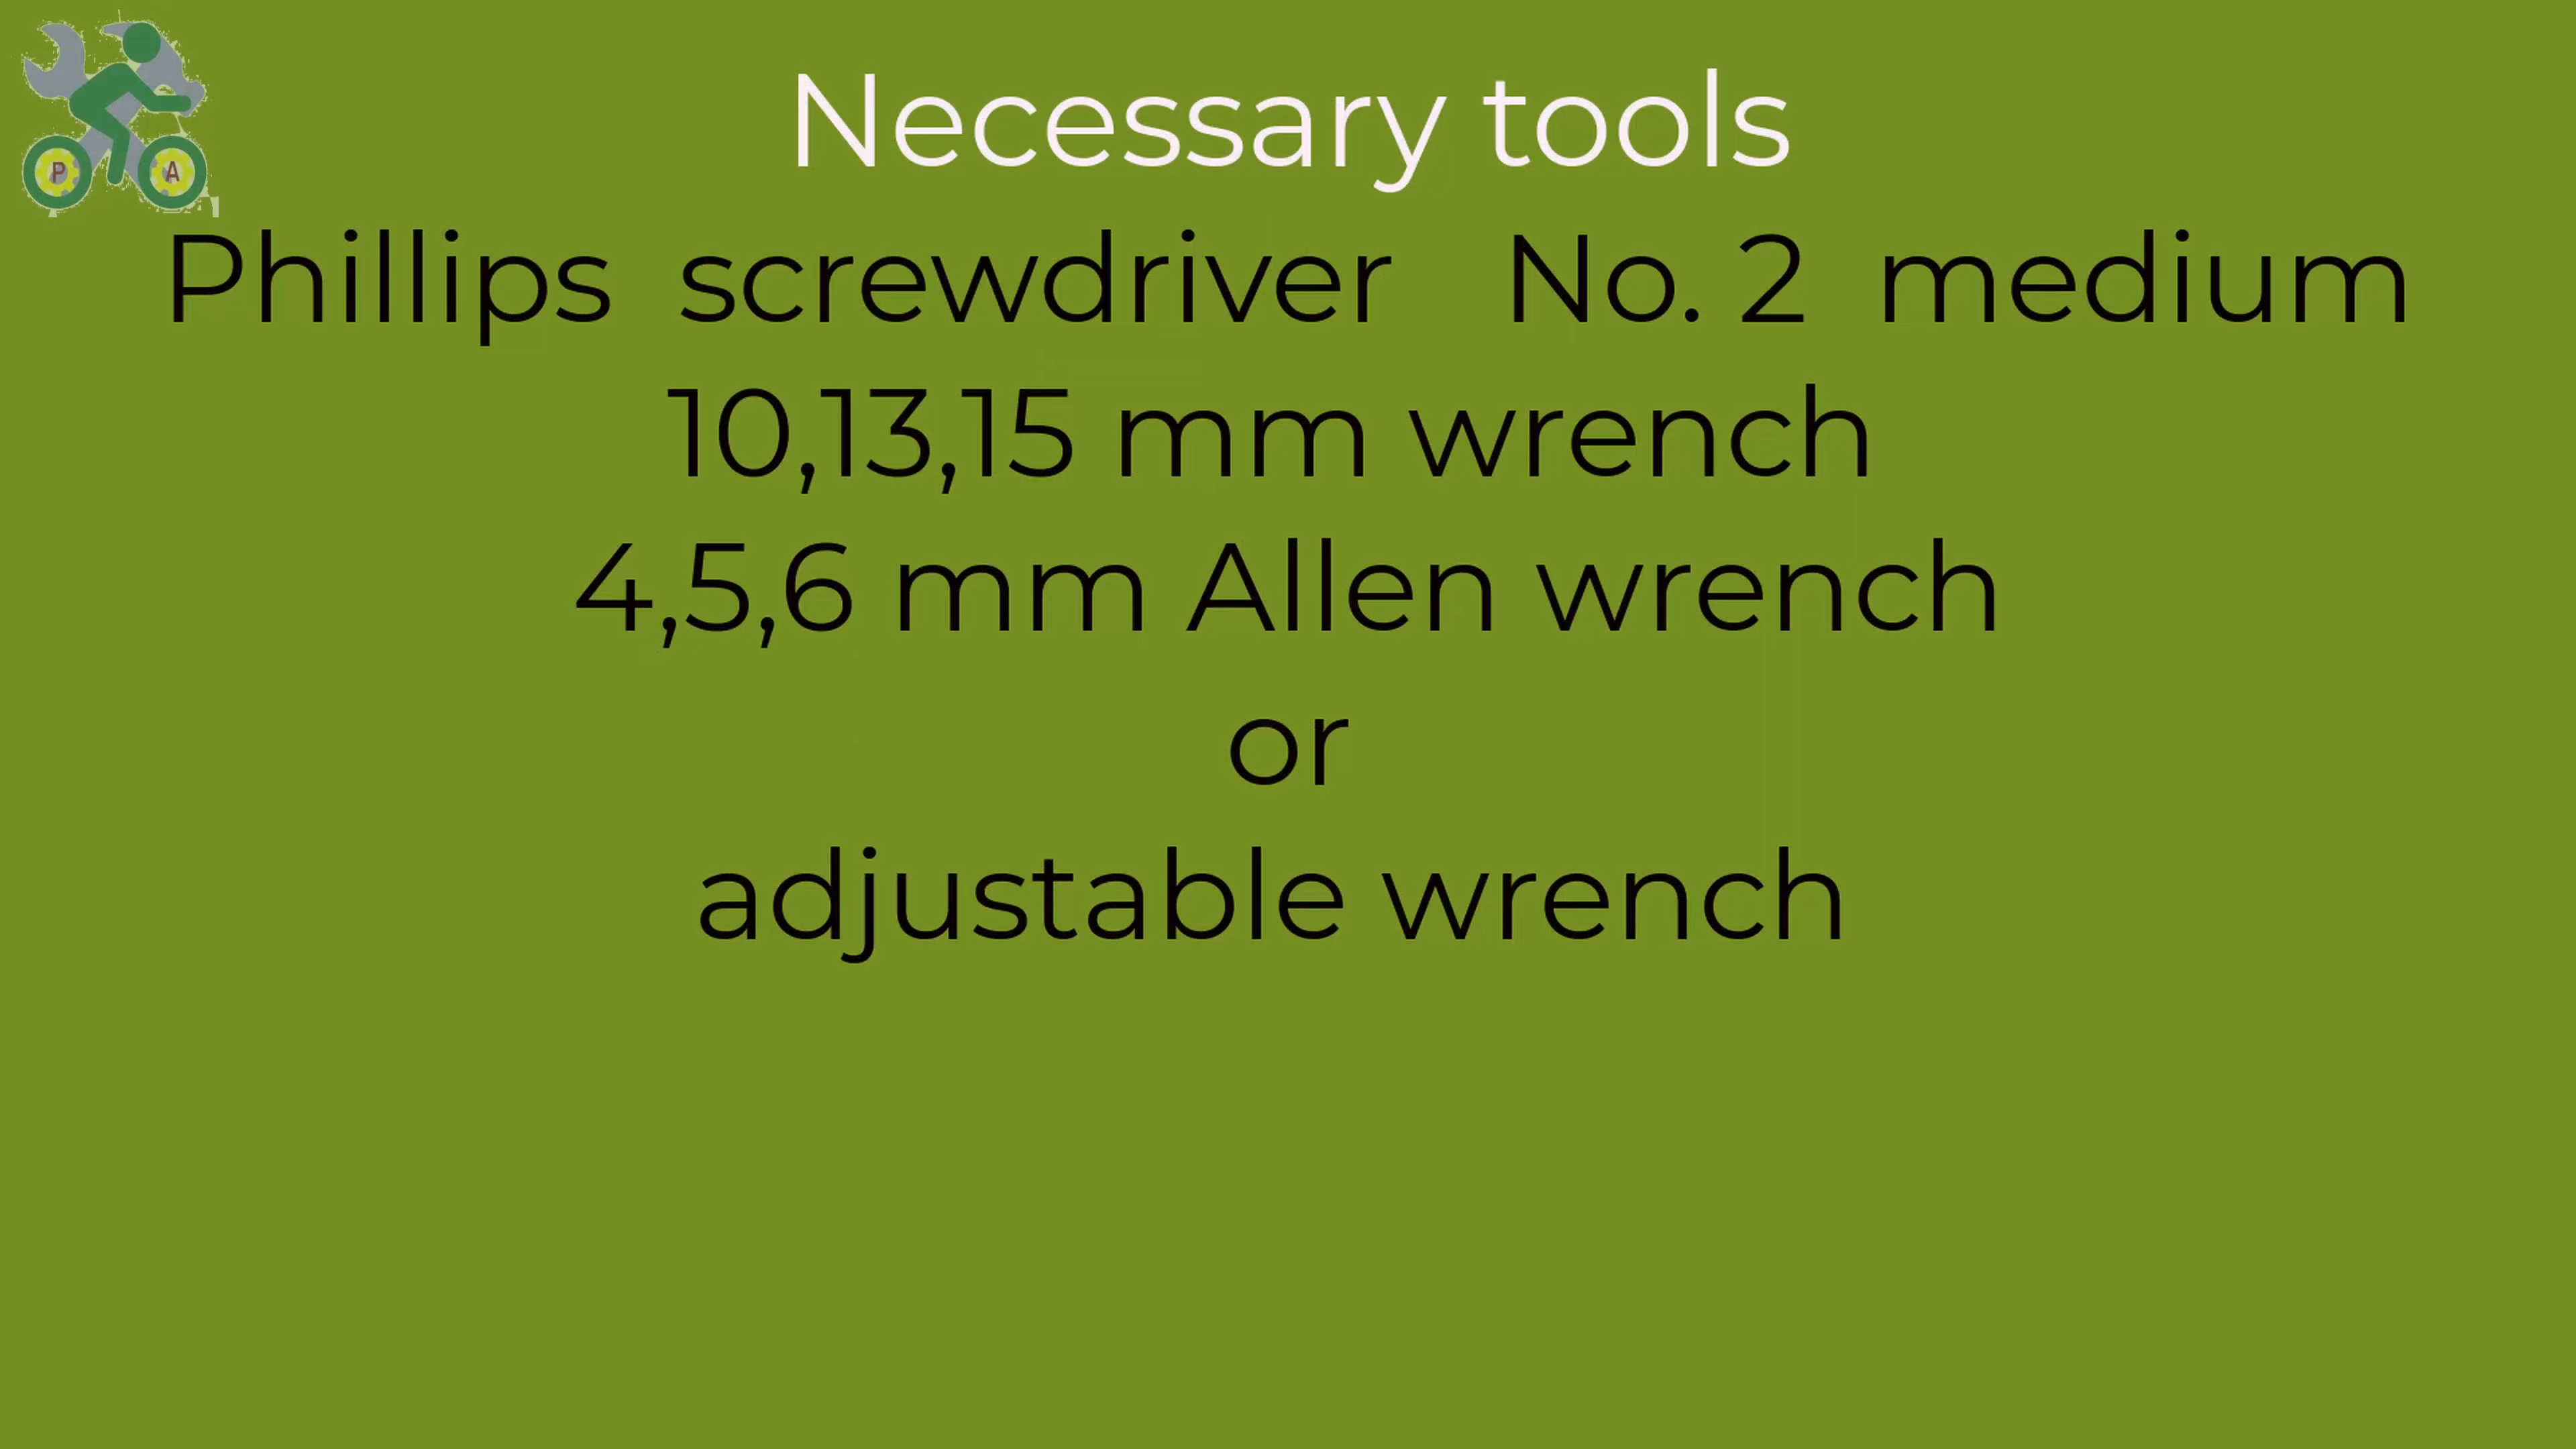 Necessary tools
Phillips screwdriver No. 2 medium
10,13,15 mm wrench
4,5,6 mm Allen wrench
or
adjustable wrench
P A